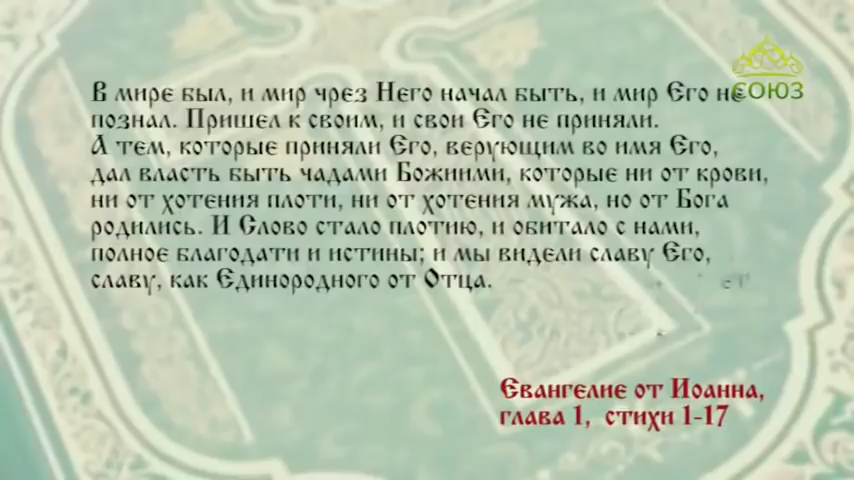 СОЮЗ
В мире был, и мир чрез Него начал быть, и мир Его не
познал. Пришел к своим, и свои Его не приняли.
А тем, которые приняли Его, верующим во имя Его,
дал власть быть чадами Божиими, которые ни от крови,
ни от хотения плоти, ни от хотения мужа, но от Бога
родились. И Слово стало плотию, и обитало с нами,
полное благодати и истины; и мы видели славу Его,
славу, как Единородного от Отца.
Евангелие от Иоанна,
глава 1, стихи 1-17